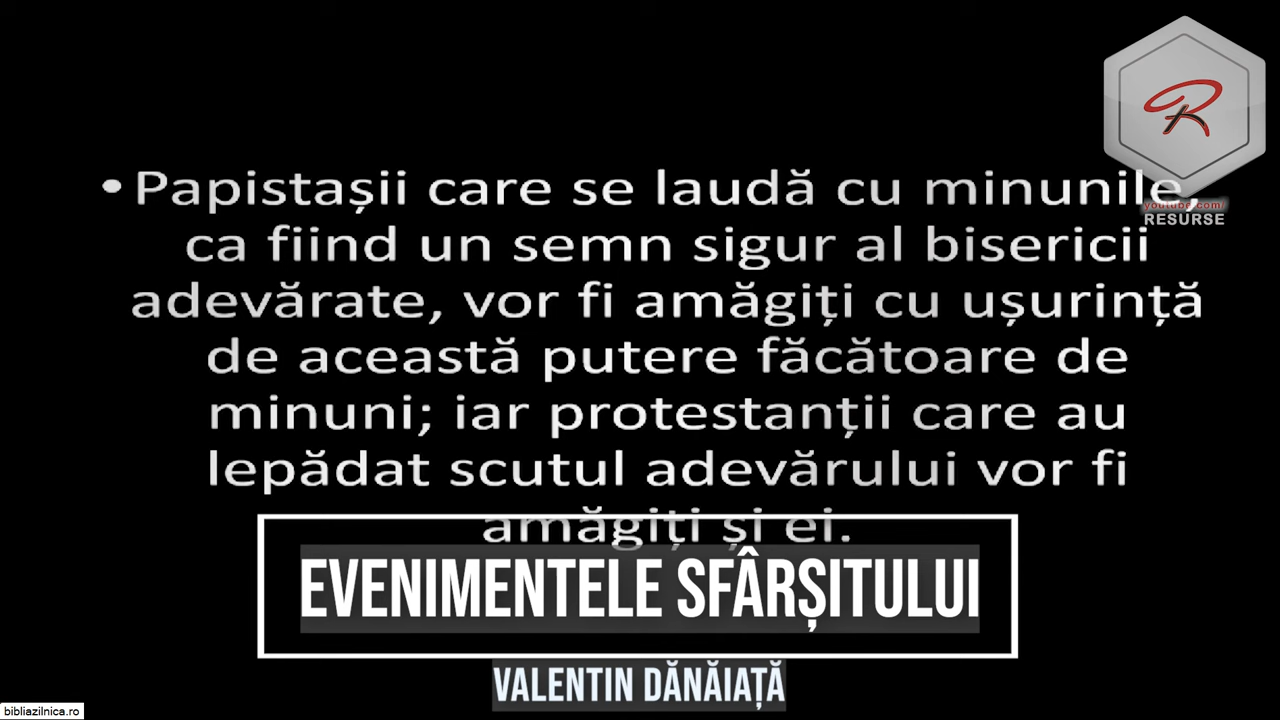 • Papistașii care se laudă cu minunile,
ca fiind un semn sigur al bisericii
adevărate, vor fi amăgiți cu ușurință
de această putere făcătoare de
minuni; iar protestanții care au
lepădat scutul adevărului vor fi
amăgiți și ei.
R
youtube.com/
RESURSE
EVENIMENTELE SFÂRȘITULUI
VALENTIN DĂNĂIAȚĂ
bibliazilnica.ro